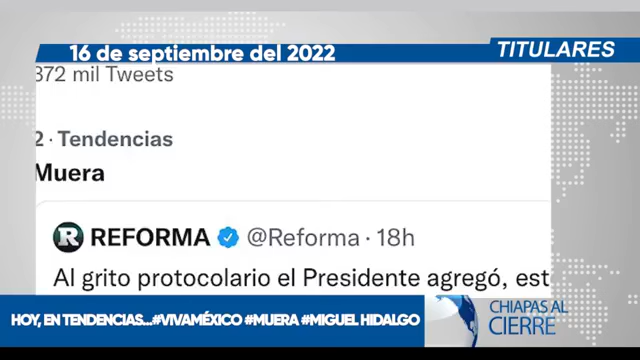 16 de septiembre del 2022
TITULARES
372 mil Tweets
2 · Tendencias
Muera
REFORMA @Reforma · 18h
Al grito protocolario el Presidente agregó, est
HOY, EN TENDENCIAS...#VIVAMÉXICO #MUERA #MIGUEL HIDALGO
CHIAPAS AL
CIERRE